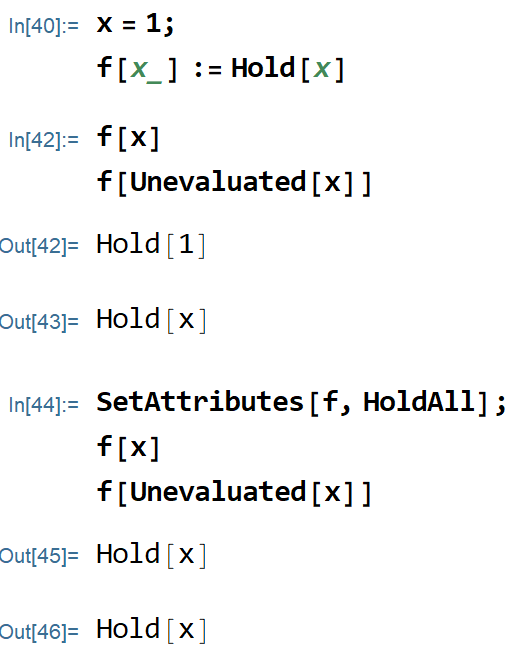 In[40]:= x = 1;
f[x_] := Hold[x]
In[42]:= f[x]
f[Unevaluated[x]]
Out[42]= Hold[1]
Out[43]= Hold[x]
In[44]:= SetAttributes[f, HoldAll];
f[x]
f[Unevaluated[x]]
Out[45]= Hold[x]
Out[46]= Hold[x]